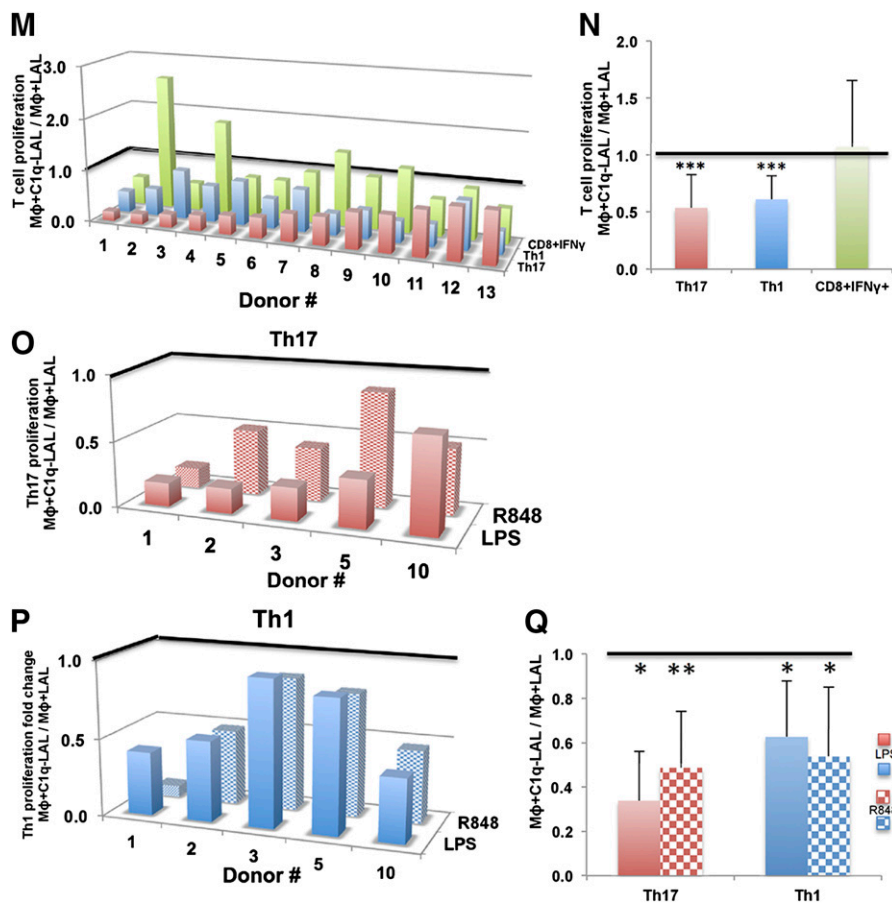 M
T cell proliferation
Mϕ+C1q-LAL / Mϕ+LAL
3.0
2.0
1.0
0.0
1 2 3 4 5 6 7 8 9 10 11 12 13
CD8+IFNγ
Th1
Th17
Donor #
N
T cell proliferation
Mϕ+C1q-LAL / Mϕ+LAL
2.0
1.5
1.0
0.5
0.0
*** ***
Th17 Th1 CD8+IFNγ+
O
Th17
Th17 proliferation
Mϕ+C1q-LAL / Mϕ+LAL
1.0
0.5
0.0
1 2 3 5 10
R848
LPS
Donor #
P
Th1
Th1 proliferation fold change
Mϕ+C1q-LAL / Mϕ+LAL
1.0
0.5
0.0
1 2 3 5 10
R848
LPS
Donor #
Q
Mϕ+C1q-LAL / Mϕ+LAL
1.0
0.8
0.6
0.4
0.2
0.0
* ** * *
Th17 Th1
LPS
R848